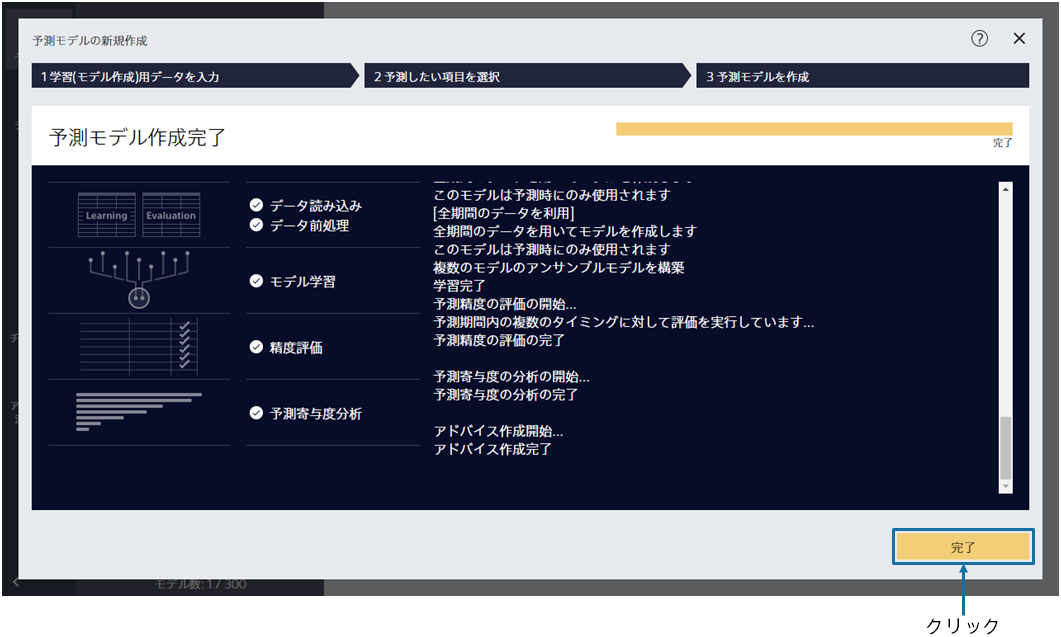 予測モデルの新規作成
?
1 学習(モデル作成)用データを入力
2 予測したい項目を選択
3 予測モデルを作成
予測モデル作成完了
完了
Learning
Evaluation
データ読み込み
データ前処理
モデル学習
精度評価
予測寄与度分析
このモデルは予測時にのみ使用されます
[全期間のデータを利用]
全期間のデータを用いてモデルを作成します
このモデルは予測時にのみ使用されます
複数のモデルのアンサンブルモデルを構築
学習完了
予測精度の評価の開始...
予測期間内の複数のタイミングに対して評価を実行しています...
予測精度の評価の完了
予測寄与度の分析の開始...
予測寄与度の分析の完了
アドバイス作成開始...
アドバイス作成完了
完了
モデル数: 1 / 300
クリック